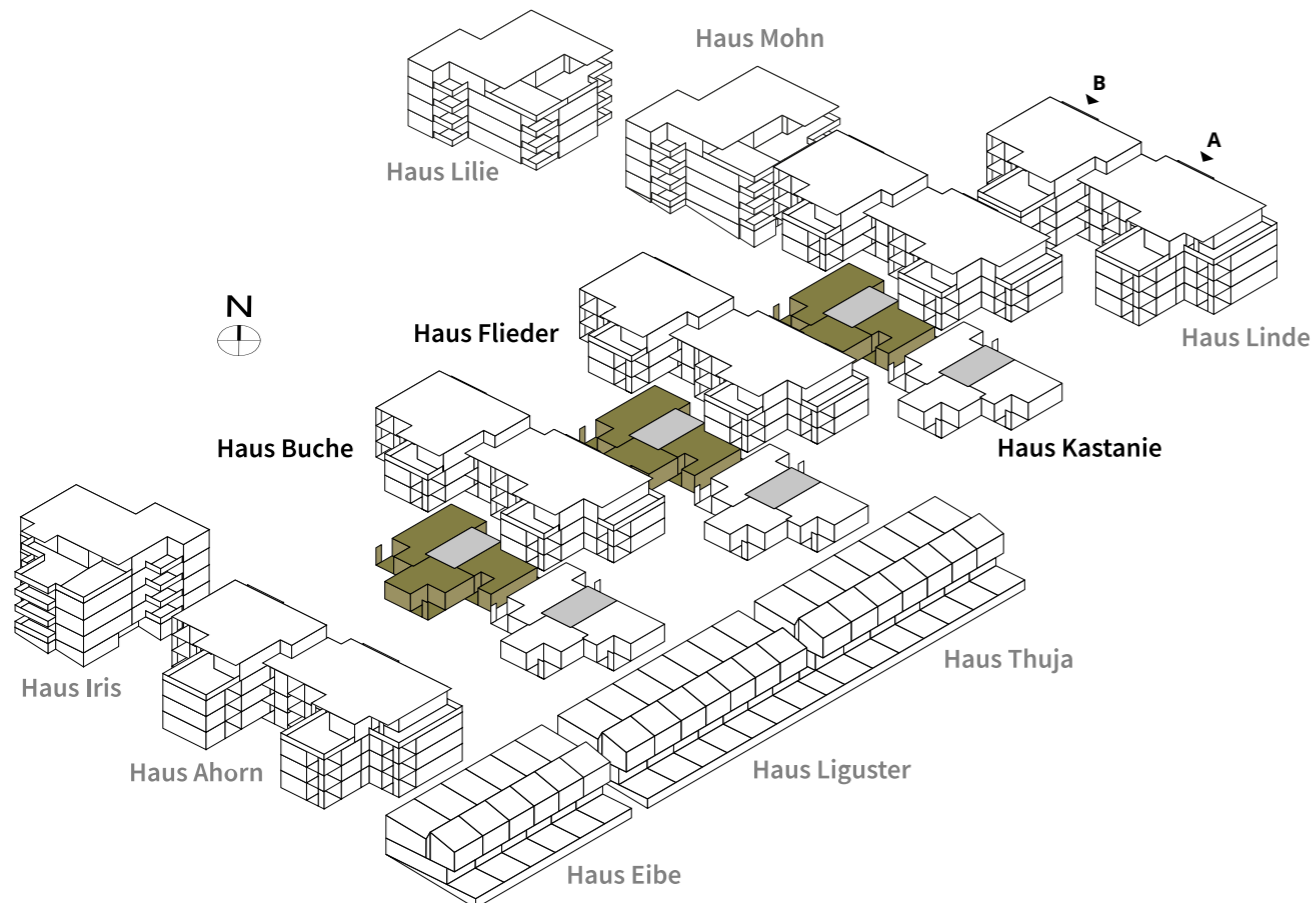 Haus Mohn
B
A
Haus Lilie
N
Haus Flieder
Haus Linde
Haus Buche
Haus Kastanie
Haus Iris
Haus Thuja
Haus Ahorn
Haus Liguster
Haus Eibe